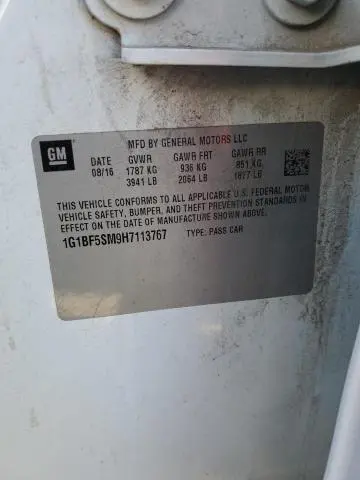 MFD BY GENERAL MOTORS LLC
GM
DATE GVWR GAWR FRT GAWR RR
08/16 1787 KG 936 KG 851 KG.
3941 LB 2064 LB 1877 LB
THIS VEHICLE CONFORMS TO ALL APPLICABLE U.S. FEDERAL MOTOR
VEHICLE SAFETY, BUMPER, AND THEFT PREVENTION STANDARDS IN
EFFECT ON THE DATE OF MANUFACTURE SHOWN ABOVE.
1G1BF5SM9H7113767 TYPE: PASS CAR